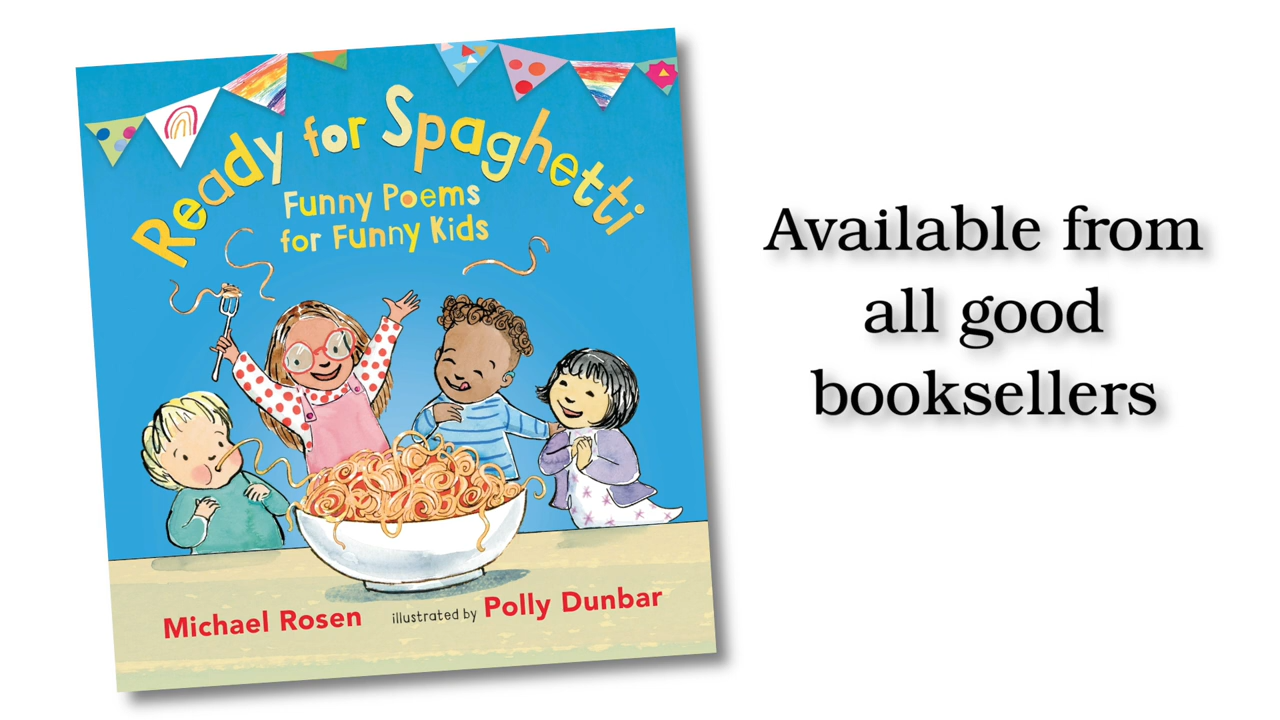 Ready for Spaghetti
Funny Poems
for Funny Kids
Michael Rosen illustrated by Polly Dunbar
Available from
all good
booksellers